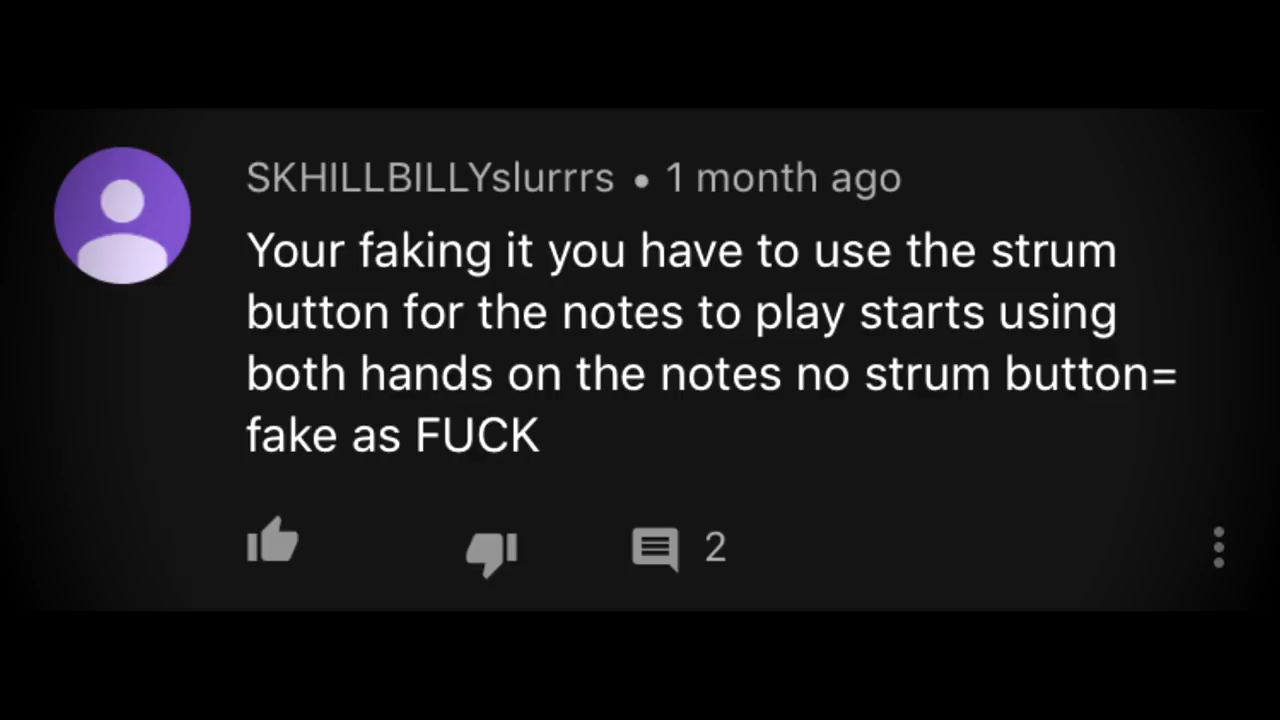 SKHILLBILLYslurrrs • 1 month ago
Your faking it you have to use the strum
button for the notes to play starts using
both hands on the notes no strum button=
fake as FUCK
2